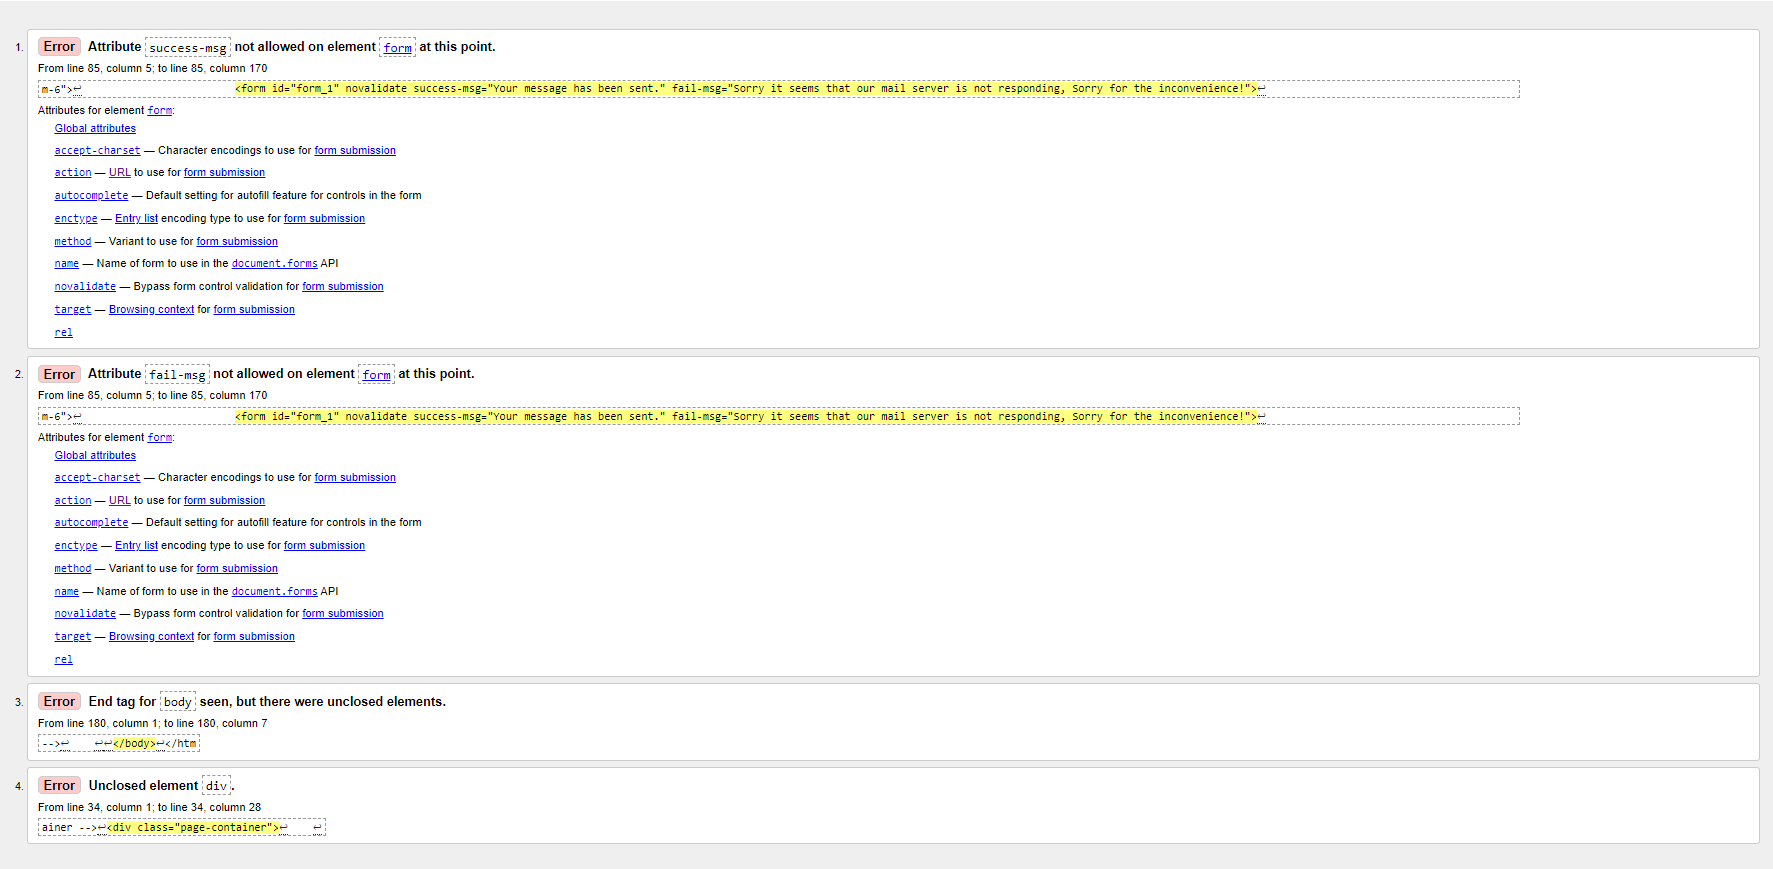 1. Error Attribute success-msg not allowed on element form at this point.
From line 85, column 5; to line 85, column 170
m-6">↩ <form id="form_1" novalidate success-msg="Your message has been sent." fail-msg="Sorry it seems that our mail server is not responding, Sorry for the inconvenience!">↩
Attributes for element form:
Global attributes
accept-charset — Character encodings to use for form submission
action — URL to use for form submission
autocomplete — Default setting for autofill feature for controls in the form
enctype — Entry list encoding type to use for form submission
method — Variant to use for form submission
name — Name of form to use in the document.forms API
novalidate — Bypass form control validation for form submission
target — Browsing context for form submission
rel
2. Error Attribute fail-msg not allowed on element form at this point.
From line 85, column 5; to line 85, column 170
m-6">↩ <form id="form_1" novalidate success-msg="Your message has been sent." fail-msg="Sorry it seems that our mail server is not responding, Sorry for the inconvenience!">↩
Attributes for element form:
Global attributes
accept-charset — Character encodings to use for form submission
action — URL to use for form submission
autocomplete — Default setting for autofill feature for controls in the form
enctype — Entry list encoding type to use for form submission
method — Variant to use for form submission
name — Name of form to use in the document.forms API
novalidate — Bypass form control validation for form submission
target — Browsing context for form submission
rel
3. Error End tag for body seen, but there were unclosed elements.
From line 180, column 1; to line 180, column 7
-->↩ ↩↩</body>↩</htm
4. Error Unclosed element div.
From line 34, column 1; to line 34, column 28
ainer -->↩<div class="page-container">↩ ↩